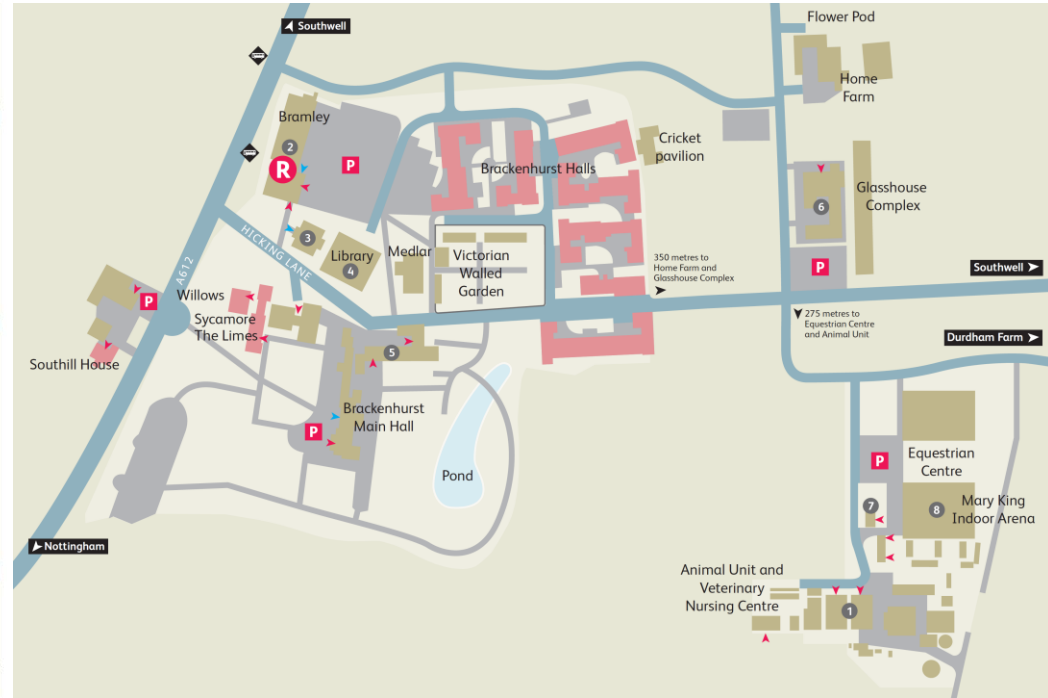 Southwell
Flower Pod
Home
Farm
Bramley
2
R
P
Cricket
pavilion
Brackenhurst Halls
Glasshouse
Complex
6
HICKING LANE
3
Library
4
Medlar
Victorian
Walled
Garden
350 metres to
Home Farm and
Glasshouse Complex
P
Southwell
A612
P
Willows
Sycamore
The Limes
275 metres to
Equestrian Centre
and Animal Unit
Durdham Farm
Southill House
5
Brackenhurst
Main Hall
P
Pond
P
Equestrian
Centre
7
8
Mary King
Indoor Arena
Nottingham
Animal Unit and
Veterinary
Nursing Centre
1